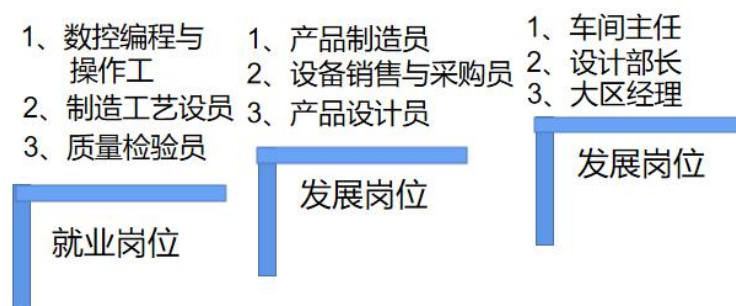 1、数控编程与
操作工
2、制造工艺设员
3、质量检验员
就业岗位
1、产品制造员
2、设备销售与采购员
3、产品设计员
发展岗位
1、车间主任
2、设计部长
3、大区经理
发展岗位